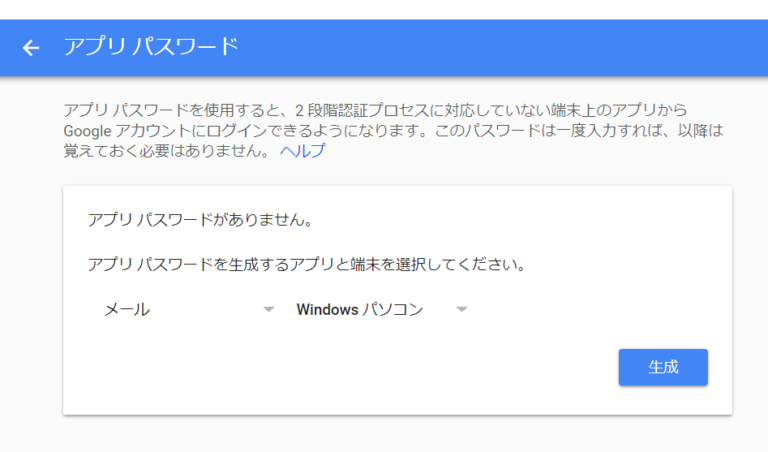 アプリ パスワード
アプリ パスワードを使用すると、2 段階認証プロセスに対応していない端末上のアプリから
Google アカウントにログインできるようになります。このパスワードは一度入力すれば、以降は
覚えておく必要はありません。 ヘルプ
アプリ パスワードがありません。
アプリ パスワードを生成するアプリと端末を選択してください。
メール Windows パソコン
生成